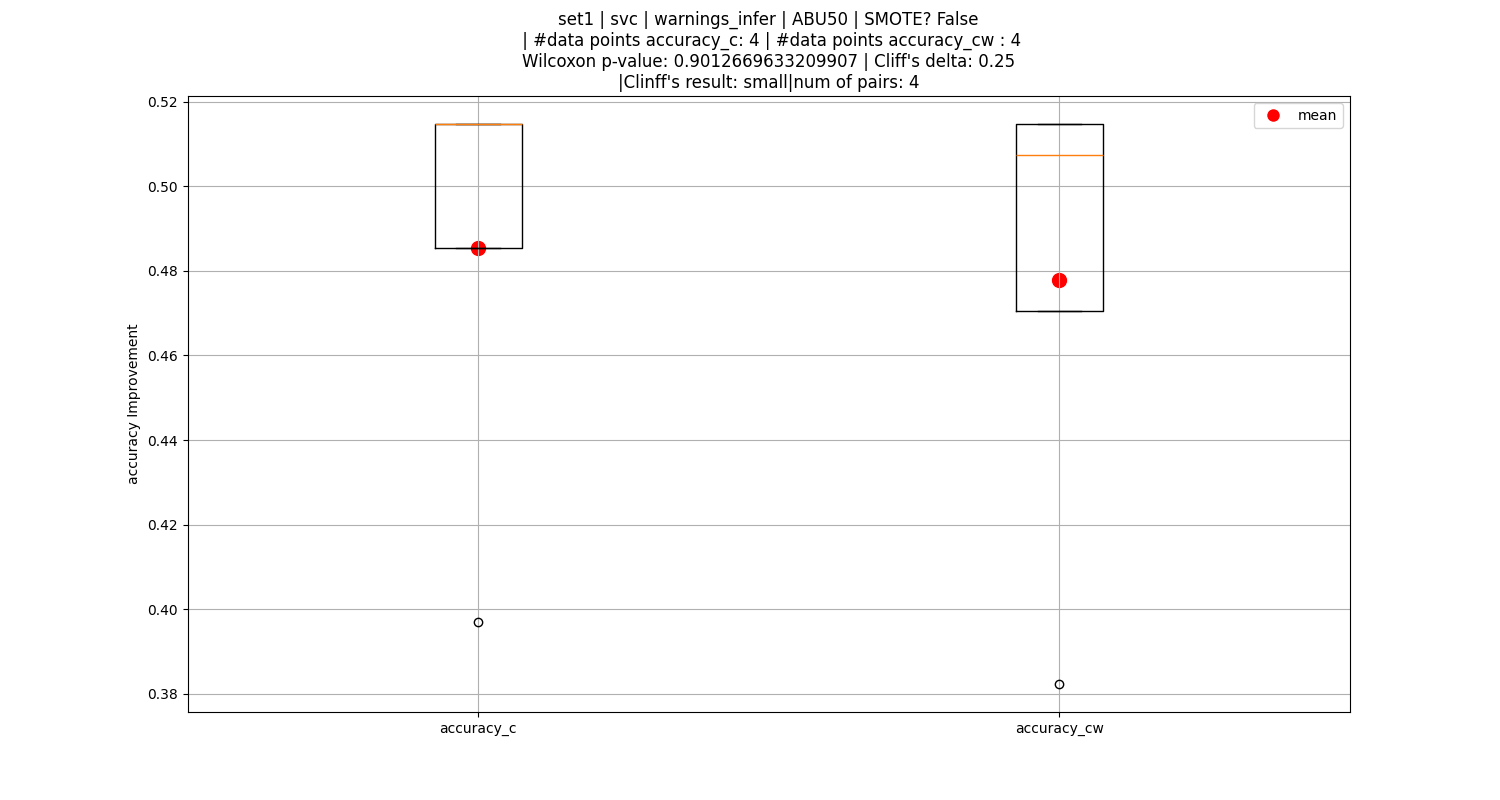 set1 | svc | warnings_infer | ABU50 | SMOTE? False
| #data points accuracy_c: 4 | #data points accuracy_cw : 4
Wilcoxon p-value: 0.9012669633209907 | Cliff's delta: 0.25
|Clinff's result: small|num of pairs: 4
mean
0.52
0.50
0.48
0.46
0.44
0.42
0.40
0.38
accuracy Improvement
accuracy_c
accuracy_cw